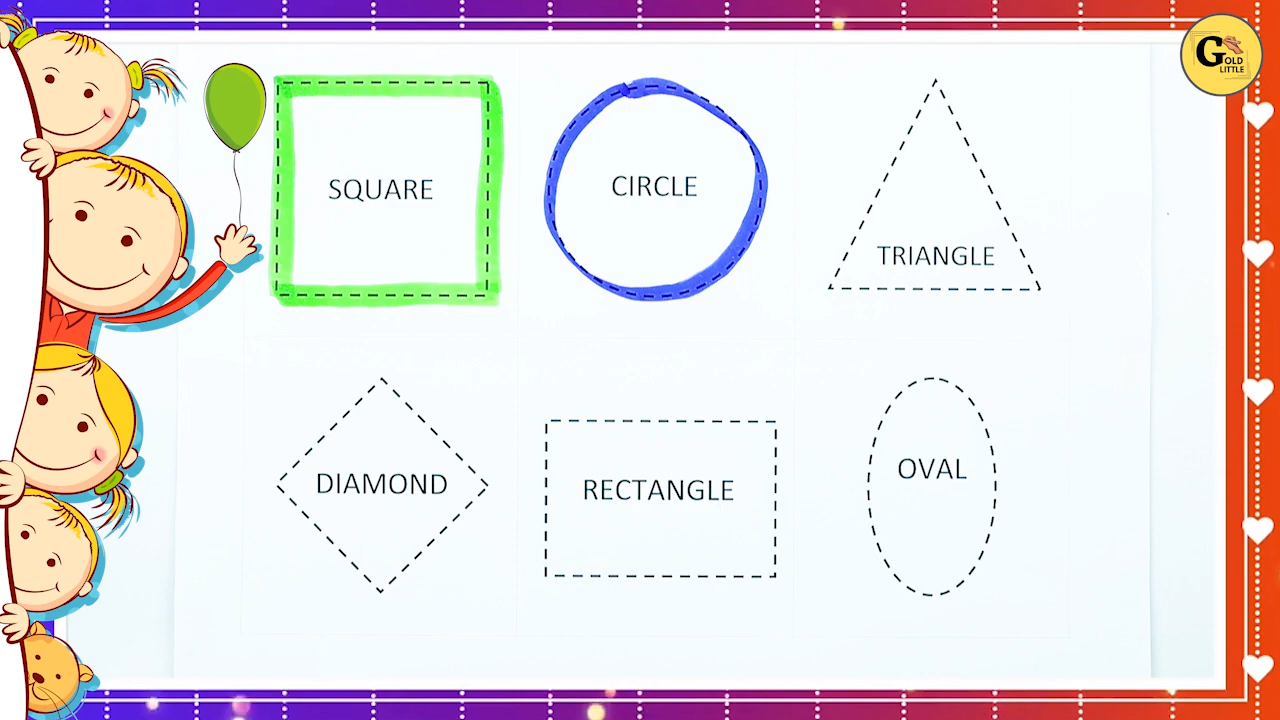 GOLD
LITTLE
SQUARE
CIRCLE
TRIANGLE
DIAMOND
RECTANGLE
OVAL